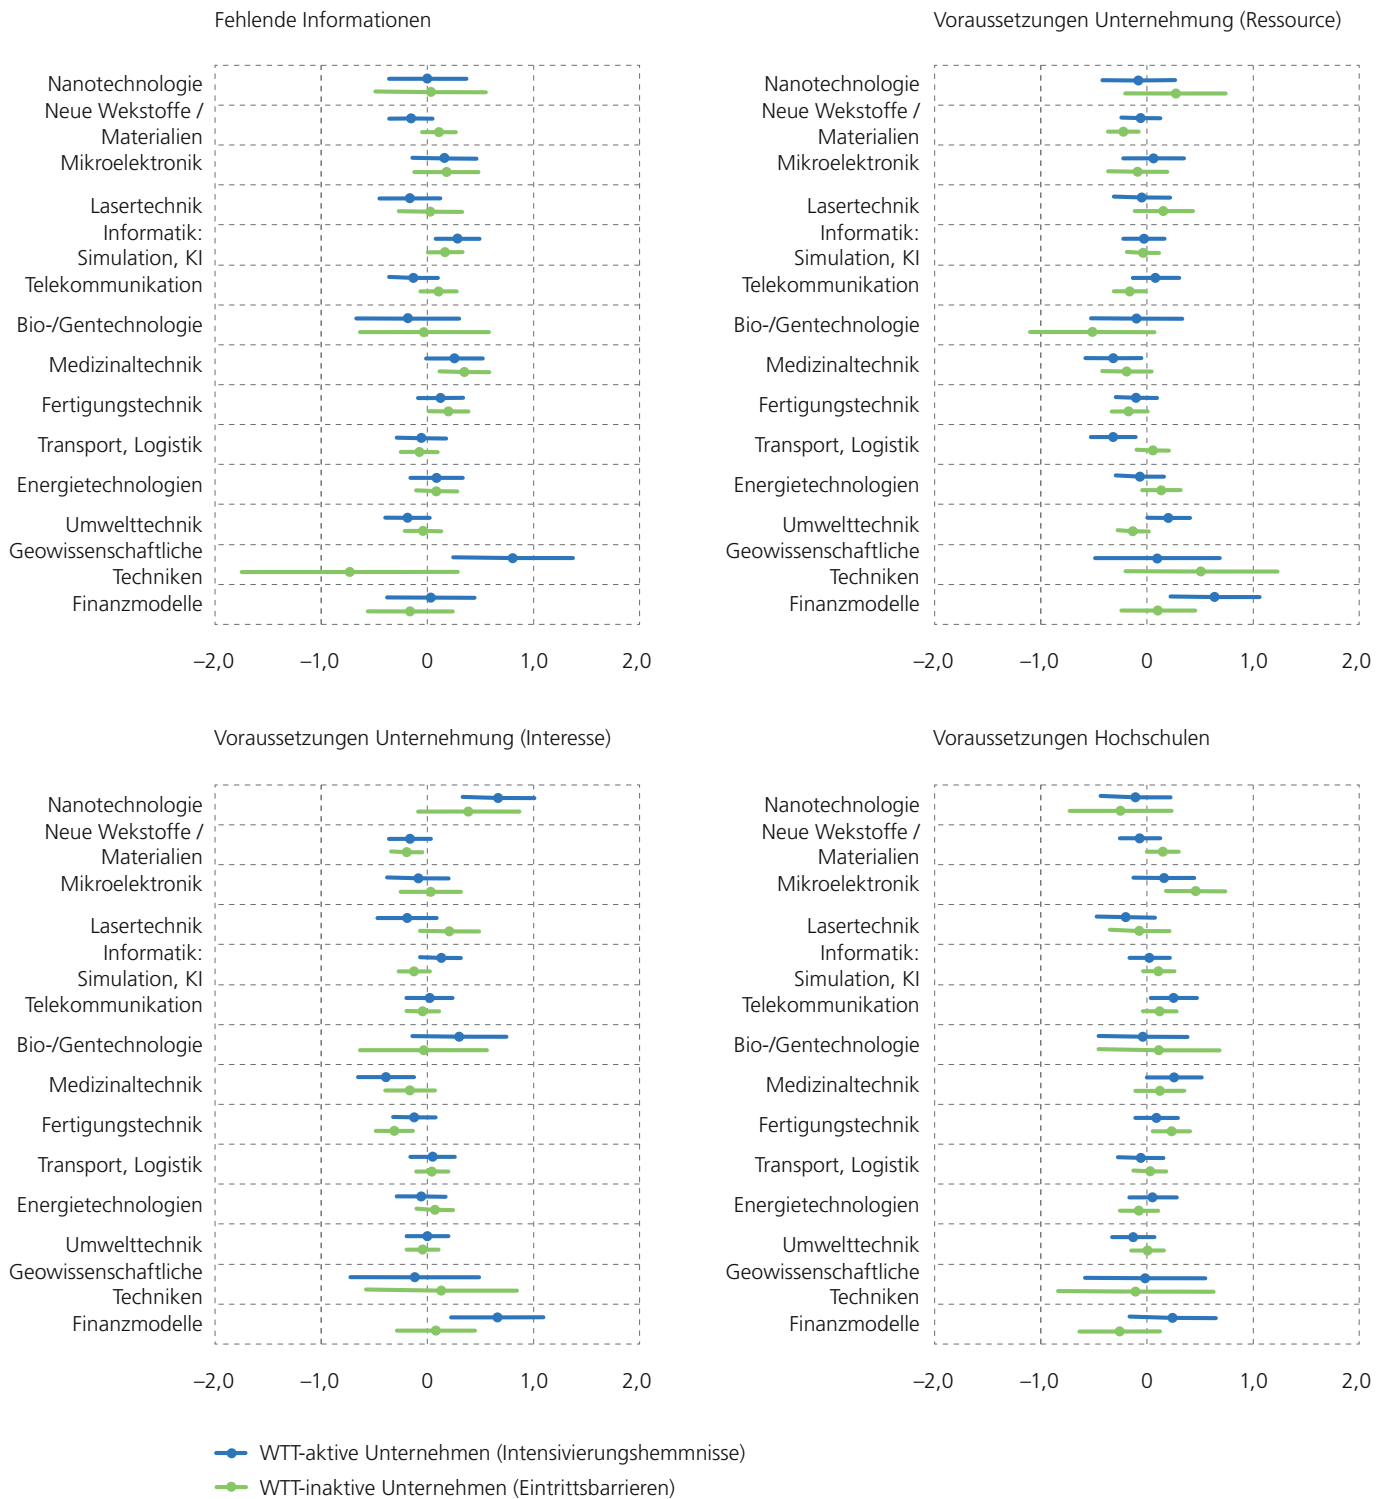 Fehlende Informationen
Nanotechnologie
Neue Wekstoffe /
Materialien
Mikroelektronik
Lasertechnik
Informatik:
Simulation, KI
Telekommunikation
Bio-/Gentechnologie
Medizinaltechnik
Fertigungstechnik
Transport, Logistik
Energietechnologien
Umwelttechnik
Geowissenschaftliche
Techniken
Finanzmodelle
–2,0 –1,0 0 1,0 2,0
Voraussetzungen Unternehmung (Ressource)
Nanotechnologie
Neue Wekstoffe /
Materialien
Mikroelektronik
Lasertechnik
Informatik:
Simulation, KI
Telekommunikation
Bio-/Gentechnologie
Medizinaltechnik
Fertigungstechnik
Transport, Logistik
Energietechnologien
Umwelttechnik
Geowissenschaftliche
Techniken
Finanzmodelle
–2,0 –1,0 0 1,0 2,0
Voraussetzungen Unternehmung (Interesse)
Nanotechnologie
Neue Wekstoffe /
Materialien
Mikroelektronik
Lasertechnik
Informatik:
Simulation, KI
Telekommunikation
Bio-/Gentechnologie
Medizinaltechnik
Fertigungstechnik
Transport, Logistik
Energietechnologien
Umwelttechnik
Geowissenschaftliche
Techniken
Finanzmodelle
–2,0 –1,0 0 1,0 2,0
Voraussetzungen Hochschulen
Nanotechnologie
Neue Wekstoffe /
Materialien
Mikroelektronik
Lasertechnik
Informatik:
Simulation, KI
Telekommunikation
Bio-/Gentechnologie
Medizinaltechnik
Fertigungstechnik
Transport, Logistik
Energietechnologien
Umwelttechnik
Geowissenschaftliche
Techniken
Finanzmodelle
–2,0 –1,0 0 1,0 2,0
WTT-aktive Unternehmen (Intensivierungshemmnisse)
WTT-inaktive Unternehmen (Eintrittsbarrieren)